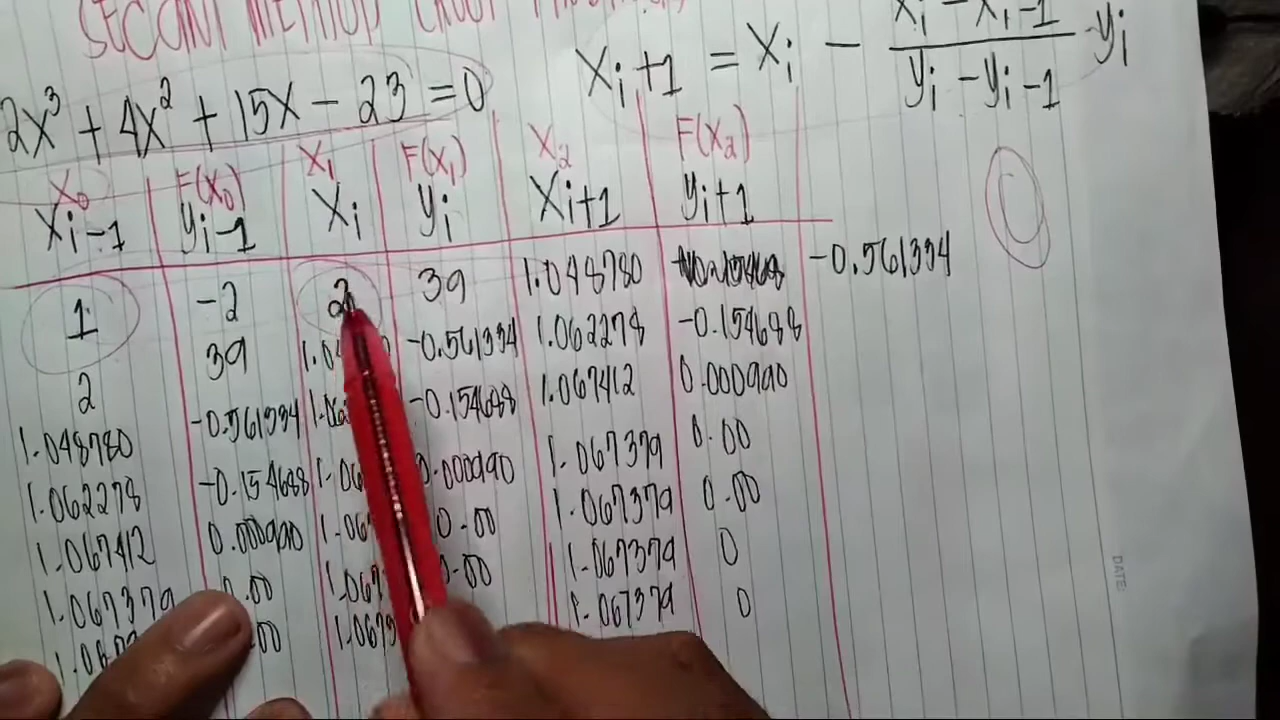 SECANT METHOD (ROOT
2x³ + 4x² + 15x - 23 = 0
Xi+1 = Xi - (Xi - Xi-1)/(yi - yi-1) · yi
X0 F(X0) X1 F(X1) X2 F(X2)
Xi-1 yi-1 Xi yi Xi+1 yi+1
1 -2 2 39 1.048780 -0.561334
2 39 -0.561334 1.062278 -0.154688
1.048780 -0.561334 -0.154688 1.067412 0.000990
1.062278 -0.154688 0.000990 1.067379 0.00
1.067412 0.000990 0.00 1.067379 0.00
1.067379 0.00 1.067379 0
1.067379 0
DATE: